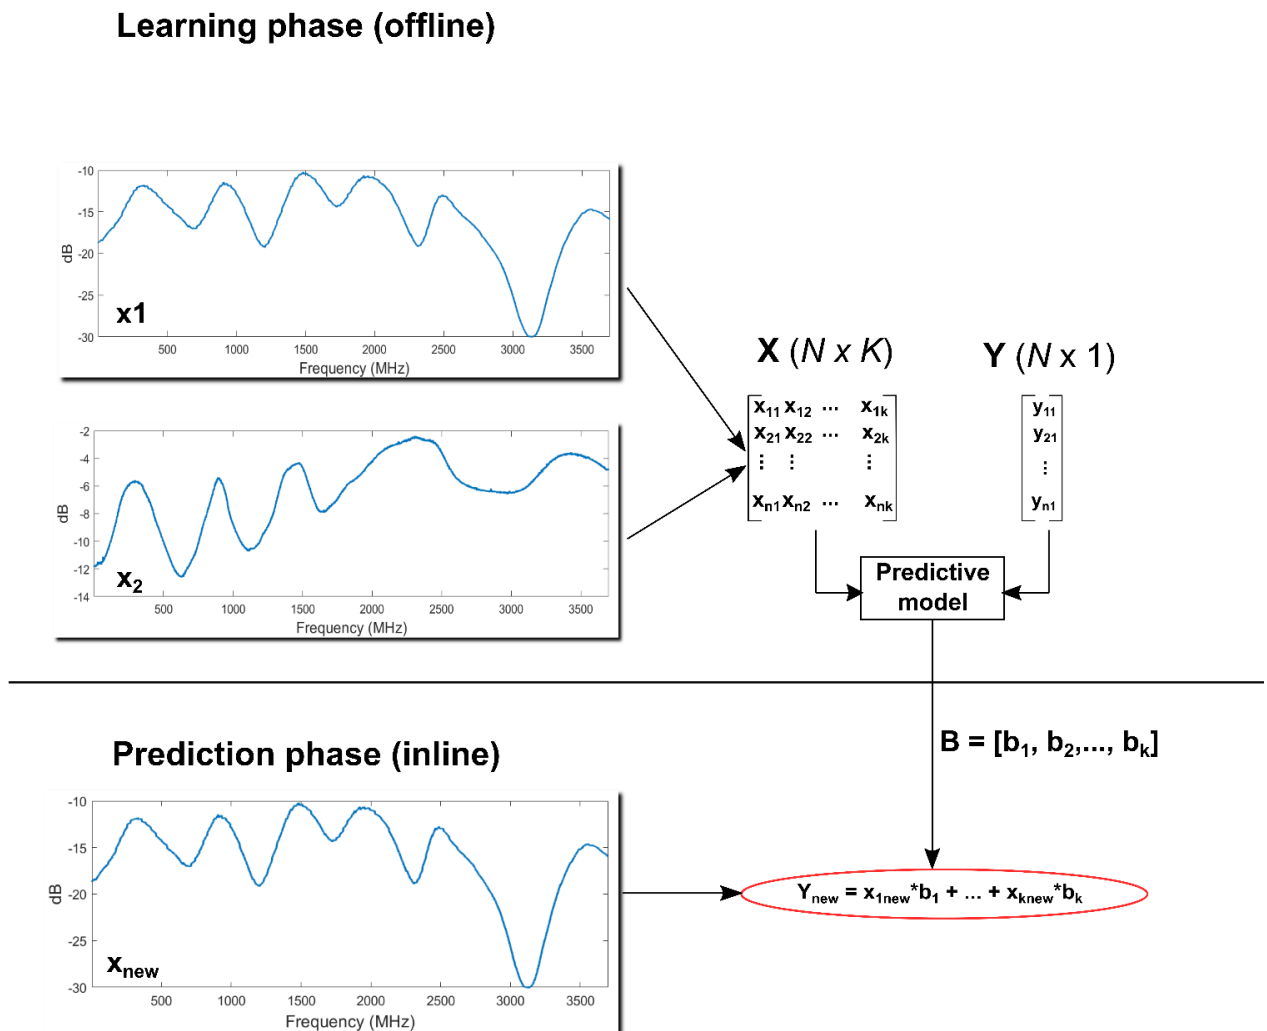 Learning phase (offline)
-10
-15
-20
-25
-30
dB
x1
500 1000 1500 2000 2500 3000 3500
Frequency (MHz)
-2
-4
-6
-8
-10
-12
-14
dB
x2
500 1000 1500 2000 2500 3000 3500
Frequency (MHz)
X (N x K) Y (N x 1)
x11 x12 ... x1k y11
x21 x22 ... x2k y21
⋮ ⋮ ⋮ ⋮
xn1 xn2 ... xnk yn1
Predictive
model
B = [b1, b2,..., bk]
Prediction phase (inline)
-10
-15
-20
-25
-30
dB
xnew
500 1000 1500 2000 2500 3000 3500
Frequency (MHz)
Ynew = x1new*b1 + ... + xknew*bk